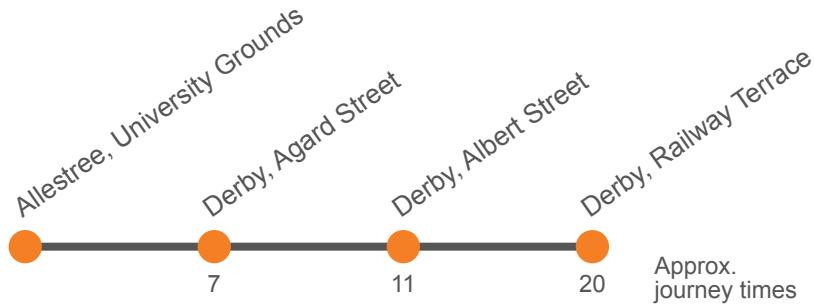 Allestree, University Grounds
Derby, Agard Street
Derby, Albert Street
Derby, Railway Terrace
7
11
20
Approx.
journey times